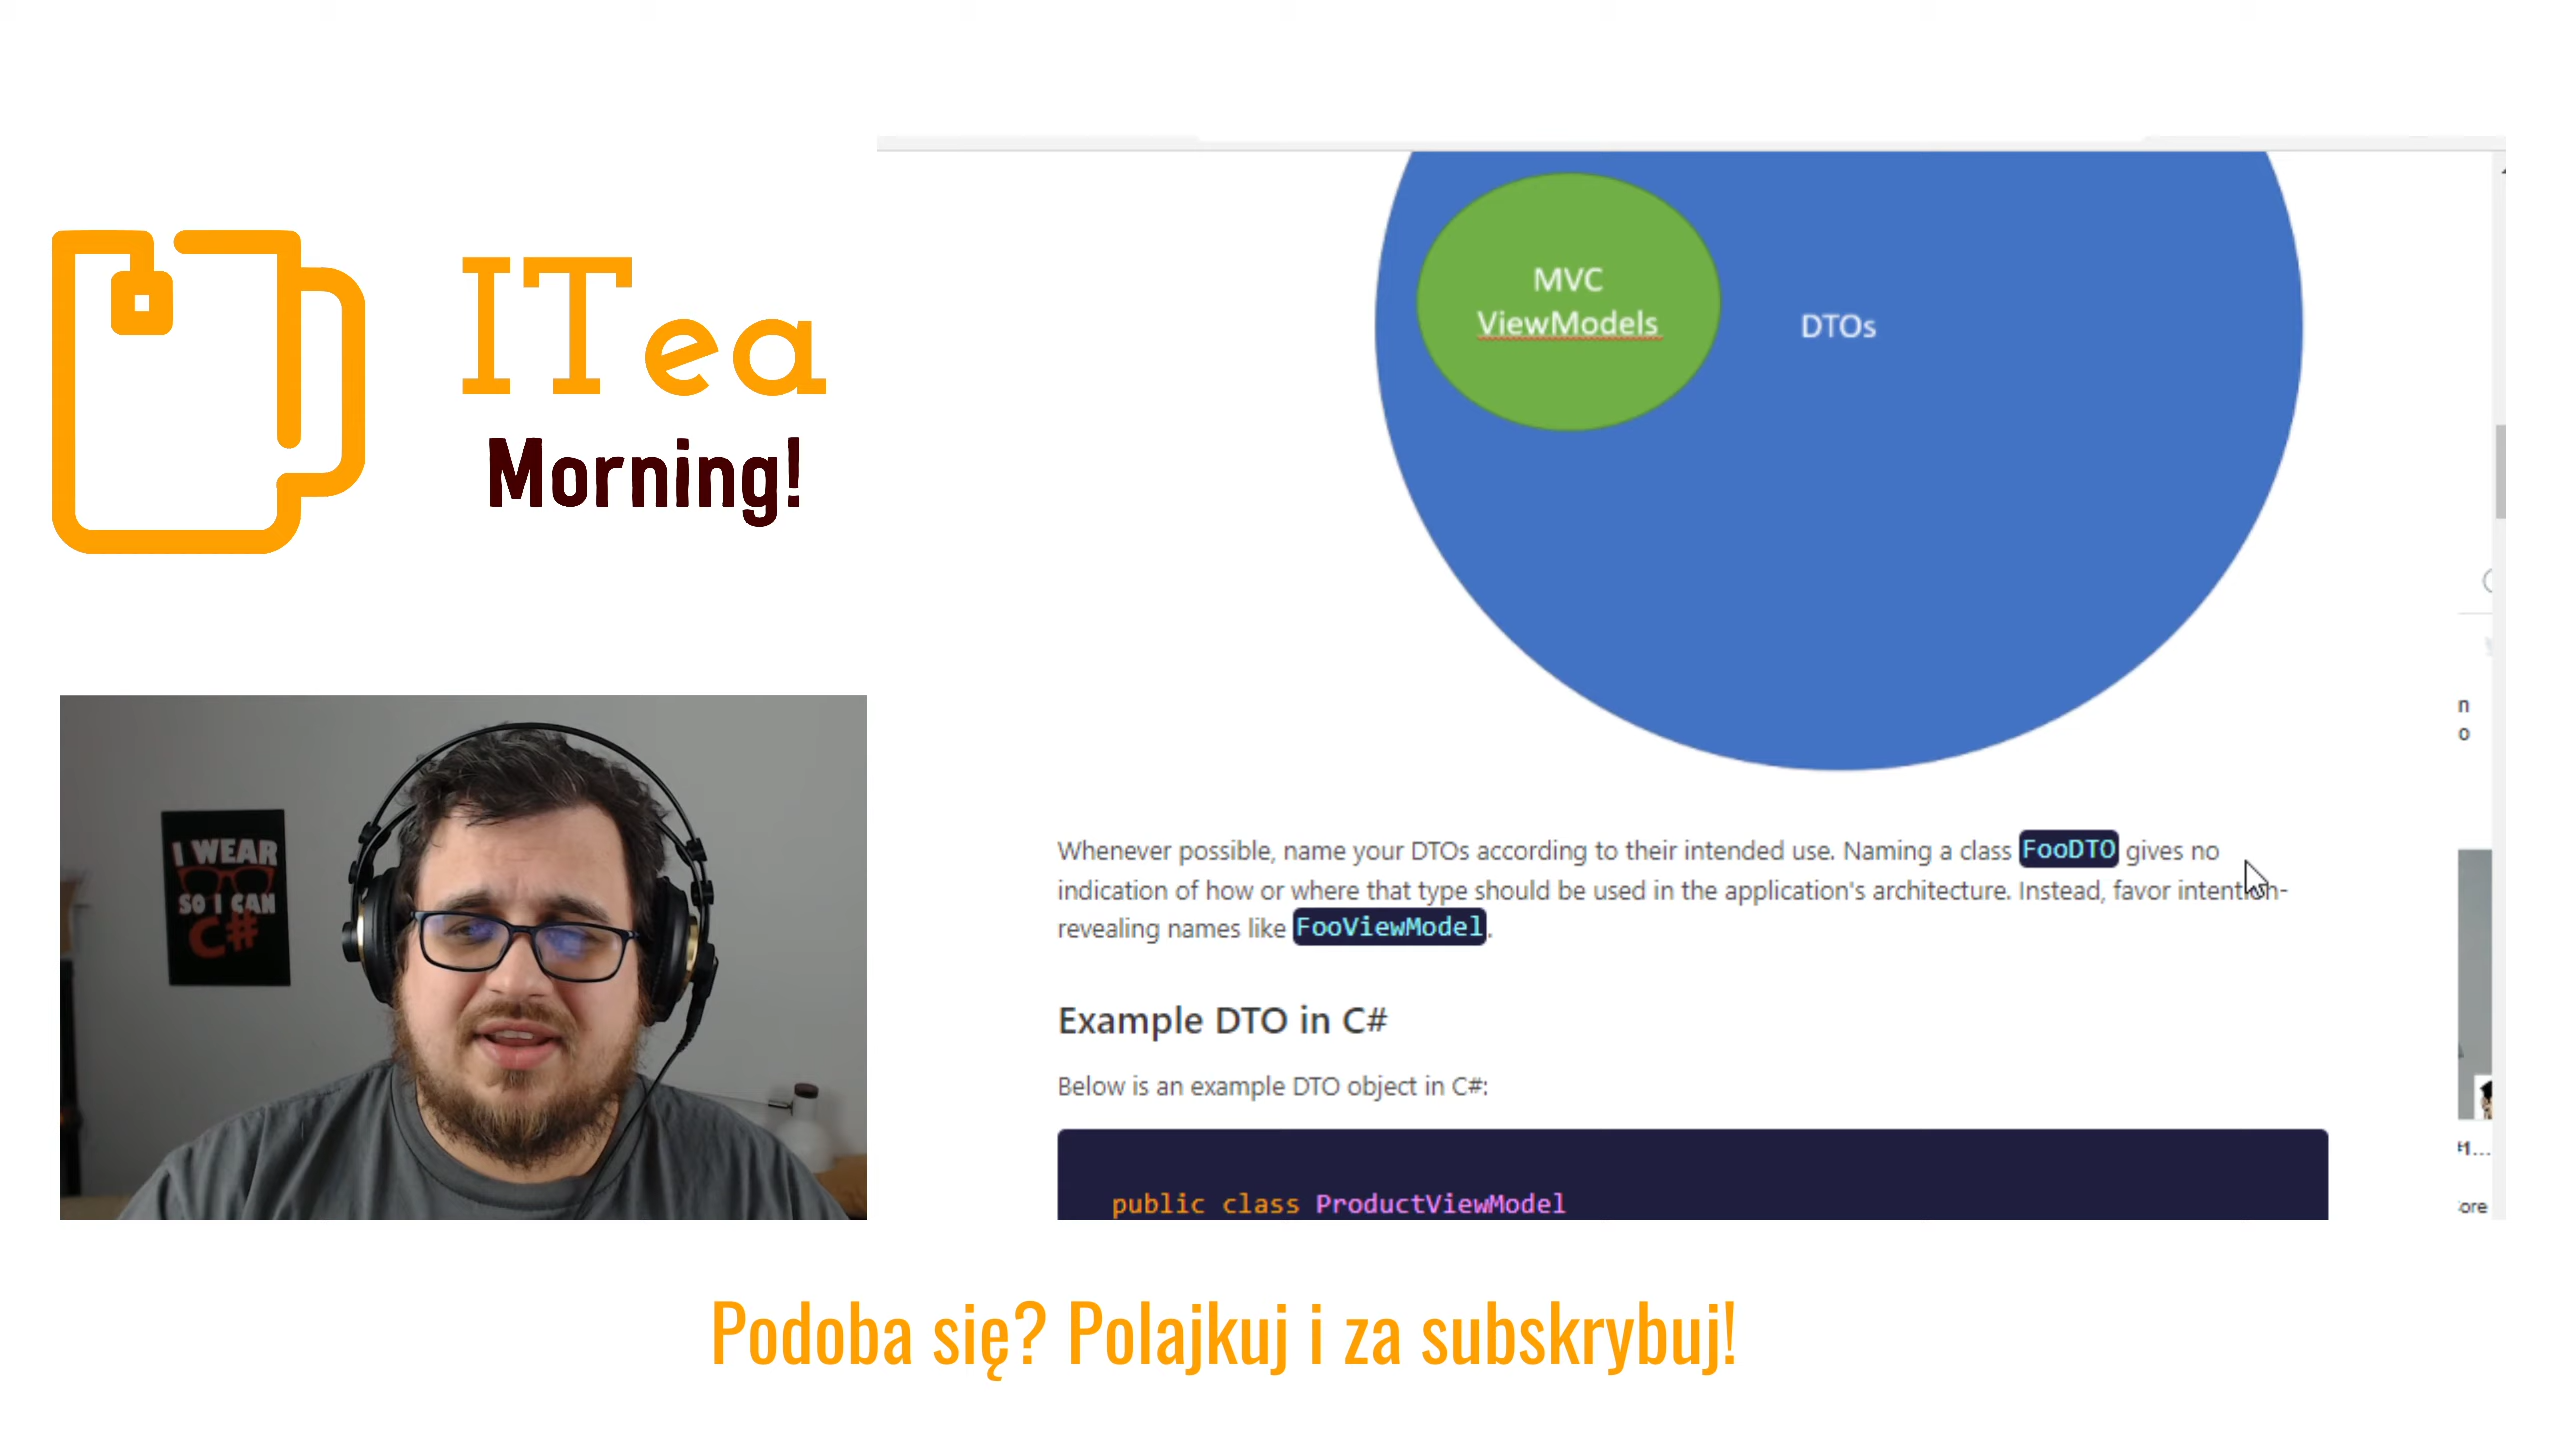 ITea
Morning!
I WEAR
SO I CAN
C#
MVC
ViewModels
DTOs
Whenever possible, name your DTOs according to their intended use. Naming a class FooDTO gives no
indication of how or where that type should be used in the application's architecture. Instead, favor intention-
revealing names like FooViewModel.
Example DTO in C#
Below is an example DTO object in C#:
public class ProductViewModel
n
o
#1...
ore
Podoba się? Polajkuj i za subskrybuj!